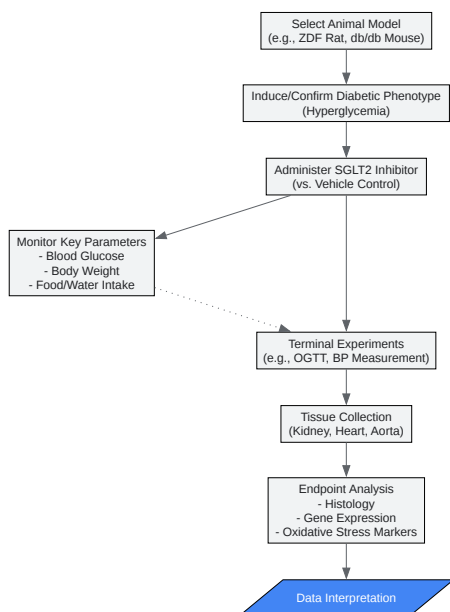 Select Animal Model
(e.g., ZDF Rat, db/db Mouse)
Induce/Confirm Diabetic Phenotype
(Hyperglycemia)
Administer SGLT2 Inhibitor
(vs. Vehicle Control)
Monitor Key Parameters
- Blood Glucose
- Body Weight
- Food/Water Intake
Terminal Experiments
(e.g., OGTT, BP Measurement)
Tissue Collection
(Kidney, Heart, Aorta)
Endpoint Analysis
- Histology
- Gene Expression
- Oxidative Stress Markers
Data Interpretation